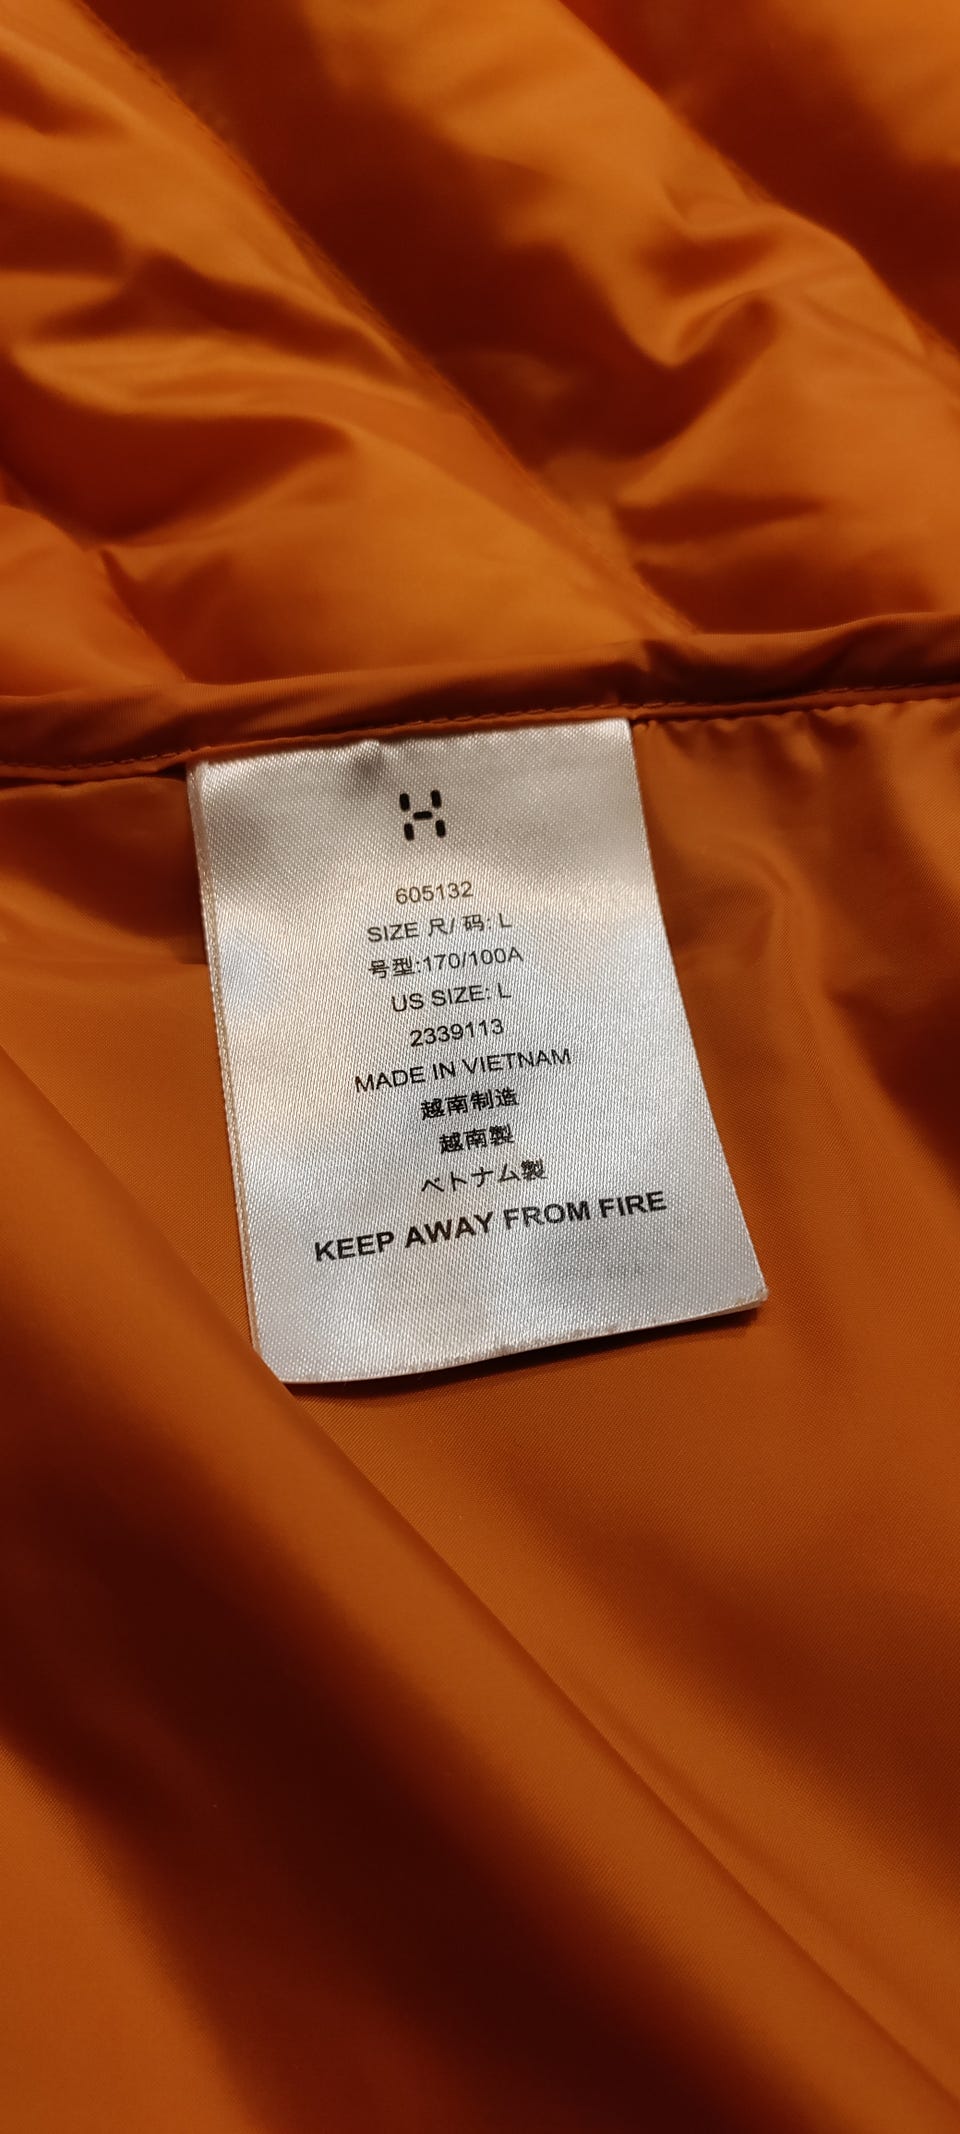 605132
SIZE 尺/ 码: L
号型:170/100A
US SIZE: L
2339113
MADE IN VIETNAM
越南制造
越南製
ベトナム製
KEEP AWAY FROM FIRE